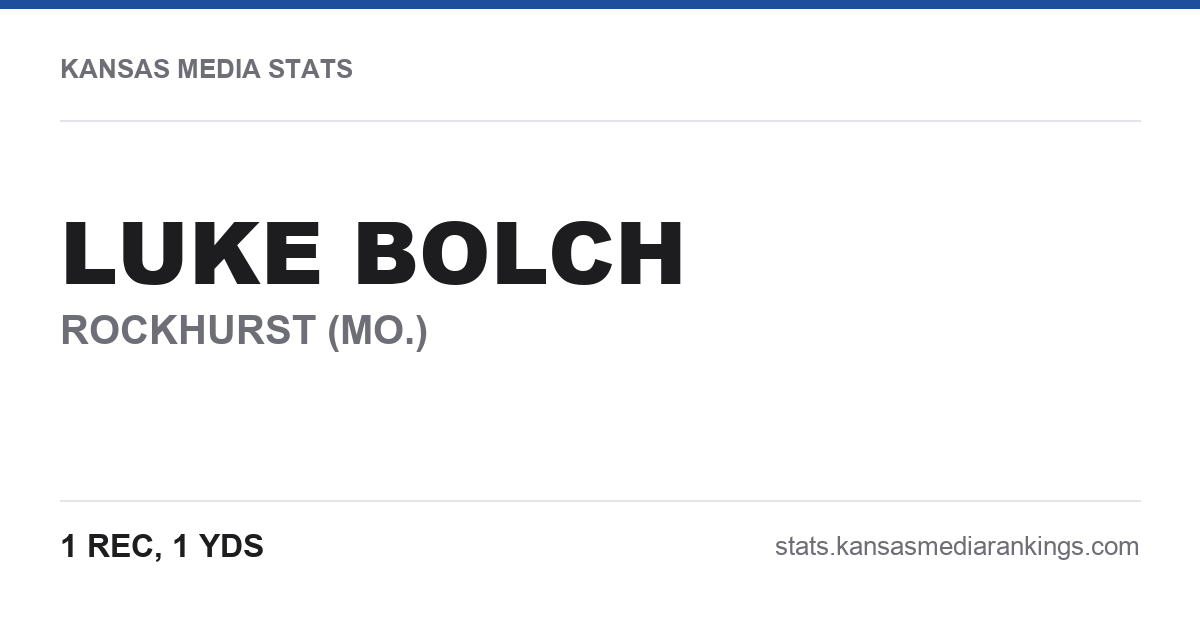 KANSAS MEDIA STATS
LUKE BOLCH
ROCKHURST (MO.)
1 REC, 1 YDS
stats.kansasmediarankings.com